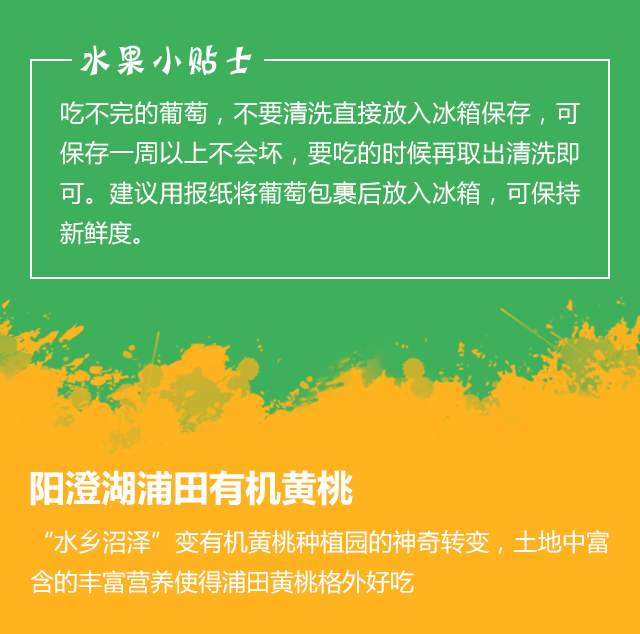 水果小贴士
吃不完的葡萄，不要清洗直接放入冰箱保存，可
保存一周以上不会坏，要吃的时候再取出清洗即
可。建议用报纸将葡萄包裹后放入冰箱，可保持
新鲜度。
阳澄湖浦田有机黄桃
“水乡沼泽”变有机黄桃种植园的神奇转变，土地中富
含的丰富营养使得浦田黄桃格外好吃